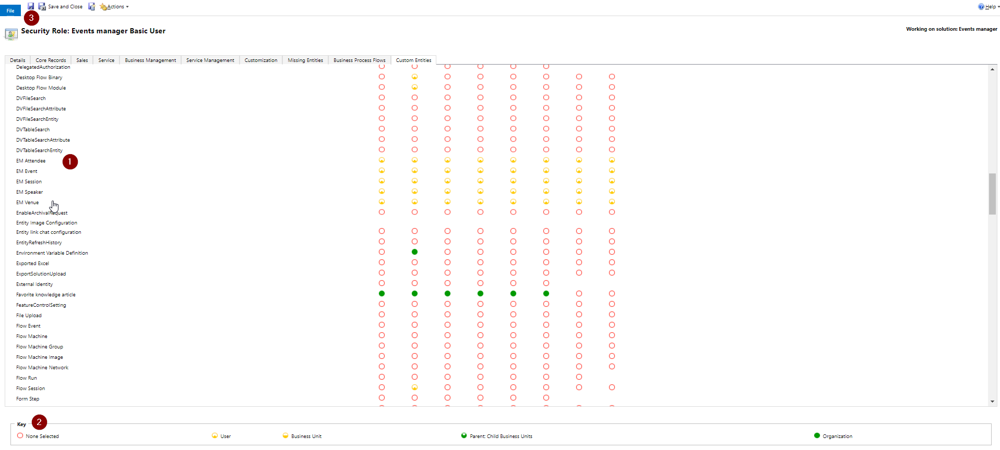 File
Save and Close
Actions
Help
3
Security Role: Events manager Basic User
Working on solution: Events manager
Details
Core Records
Sales
Service
Business Management
Service Management
Customization
Missing Entities
Business Process Flows
Custom Entities
DelegatedAuthorization
Desktop Flow Binary
Desktop Flow Module
DVFileSearch
DVFileSearchAttribute
DVFileSearchEntity
DVTableSearch
DVTableSearchAttribute
DVTableSearchEntity
EM Attendee
1
EM Event
EM Session
EM Speaker
EM Venue
EnableArchivalRequest
Entity Image Configuration
Entity link chat configuration
EntityRefreshHistory
Environment Variable Definition
Exported Excel
ExportSolutionUpload
External Identity
Favorite knowledge article
FeatureControlSetting
File Upload
Flow Event
Flow Machine
Flow Machine Group
Flow Machine Image
Flow Machine Network
Flow Run
Flow Session
Form Step
Key
2
None Selected
User
Business Unit
Parent: Child Business Units
Organization